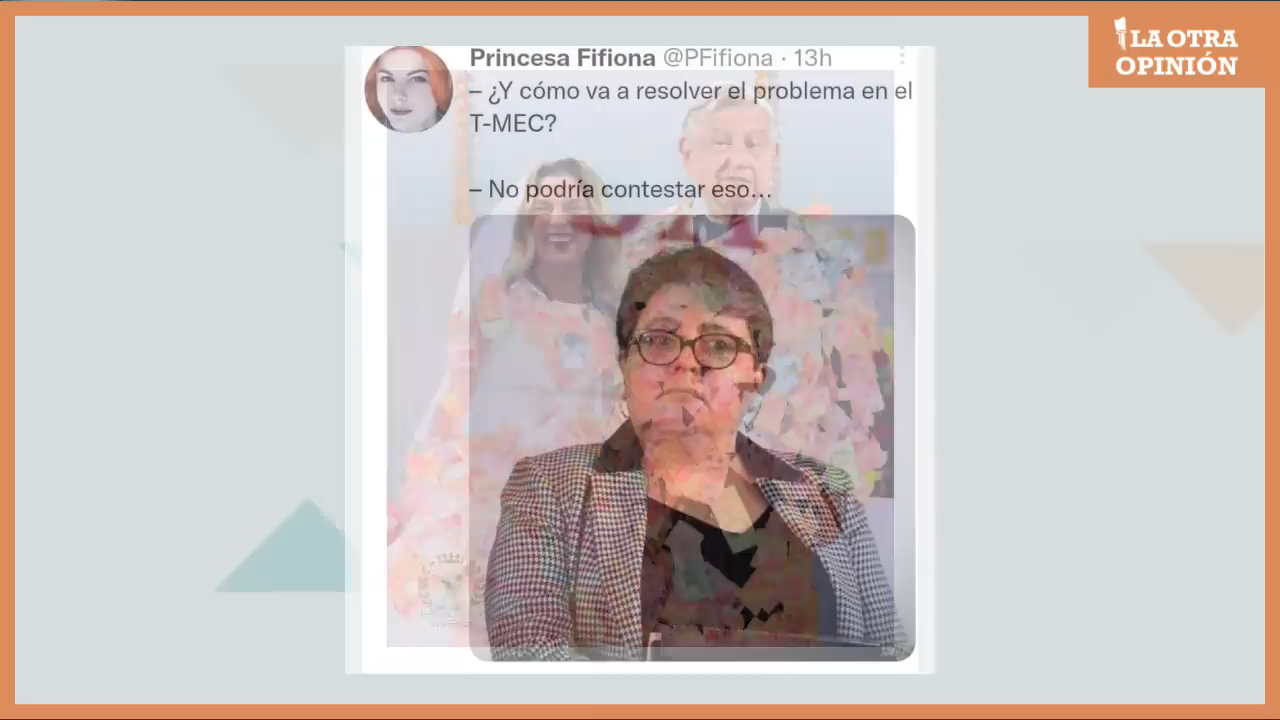 LA OTRA
OPINIÓN
Princesa Fifiona @PFifiona · 13h
– ¿Y cómo va a resolver el problema en el
T-MEC?
– No podría contestar eso...